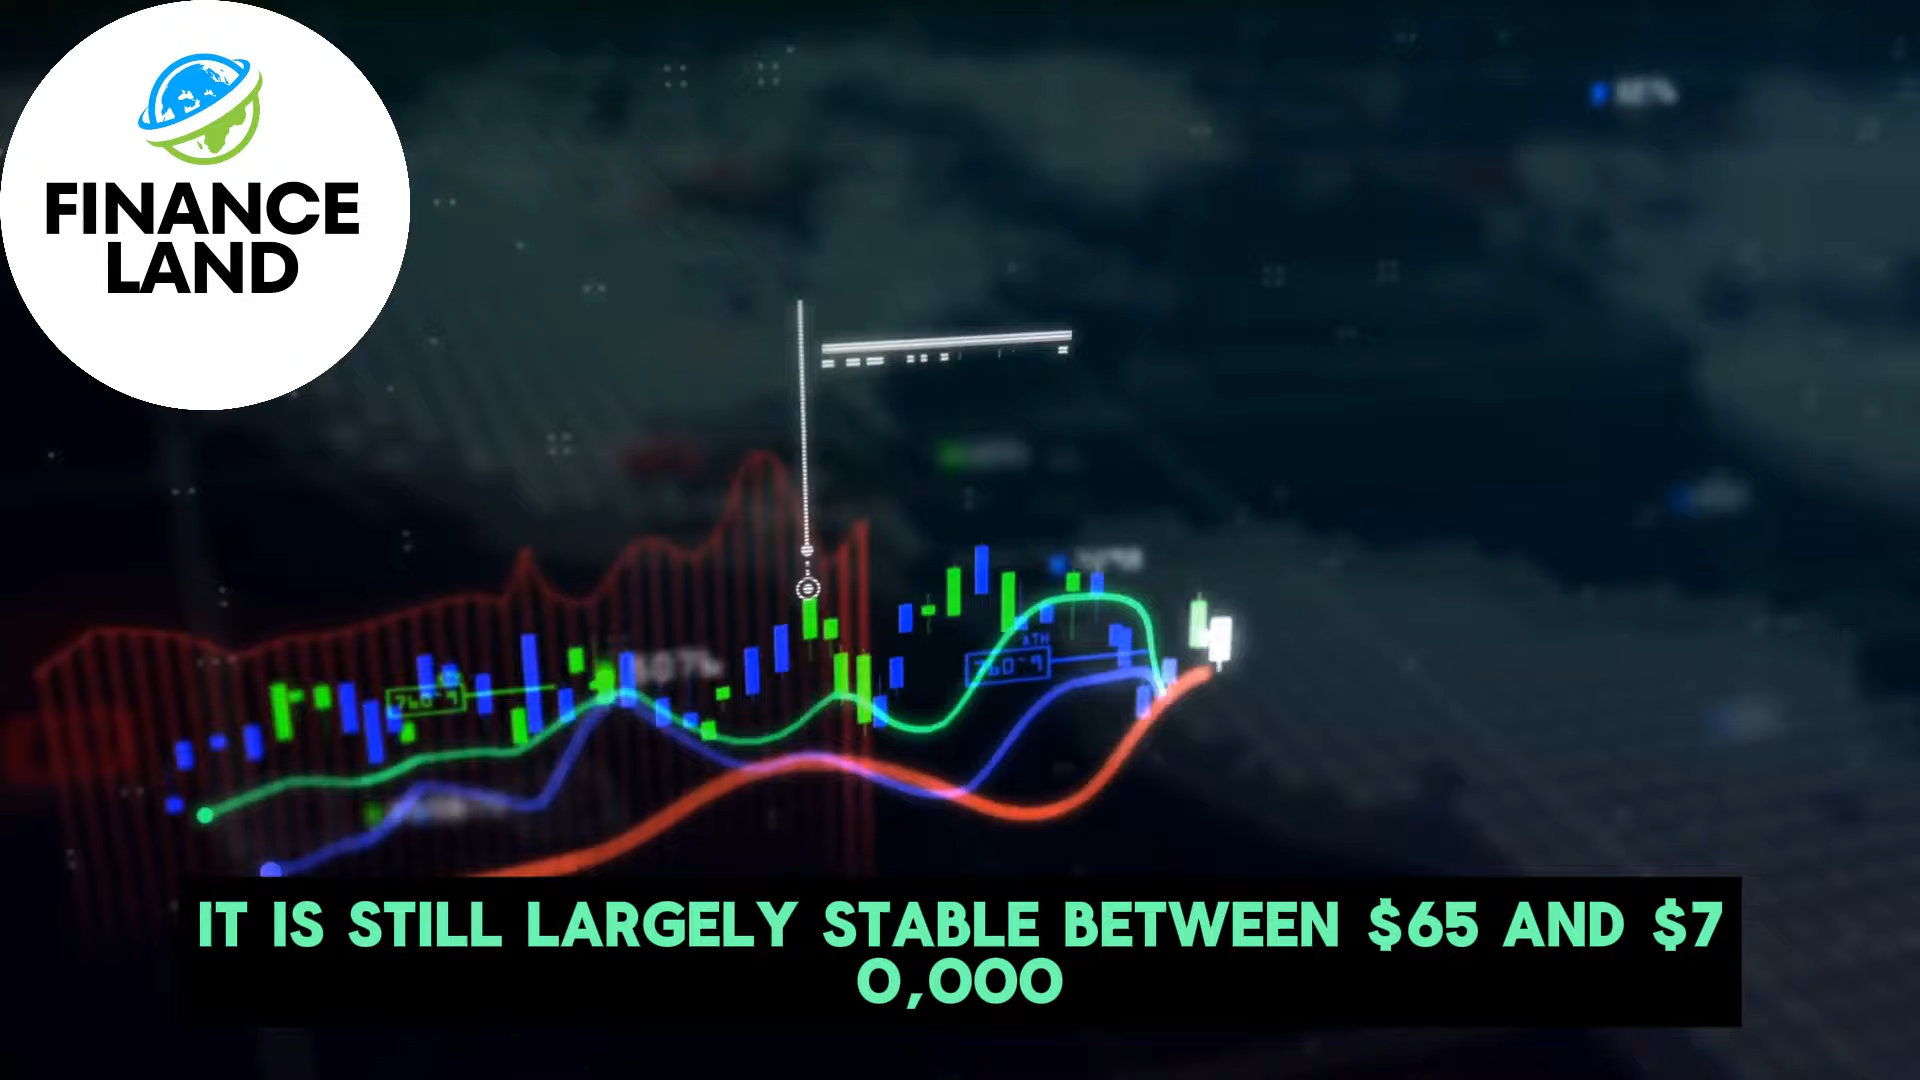 FINANCE
LAND
IT IS STILL LARGELY STABLE BETWEEN $65 AND $7
0,000